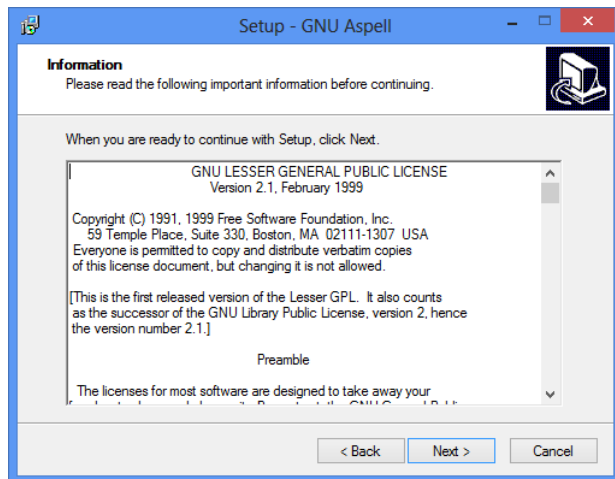 Setup - GNU Aspell
Information
Please read the following important information before continuing.
When you are ready to continue with Setup, click Next.
GNU LESSER GENERAL PUBLIC LICENSE
Version 2.1, February 1999
Copyright (C) 1991, 1999 Free Software Foundation, Inc.
59 Temple Place, Suite 330, Boston, MA 02111-1307 USA
Everyone is permitted to copy and distribute verbatim copies
of this license document, but changing it is not allowed.
[This is the first released version of the Lesser GPL. It also counts
as the successor of the GNU Library Public License, version 2, hence
the version number 2.1.]
Preamble
The licenses for most software are designed to take away your
< Back
Next >
Cancel